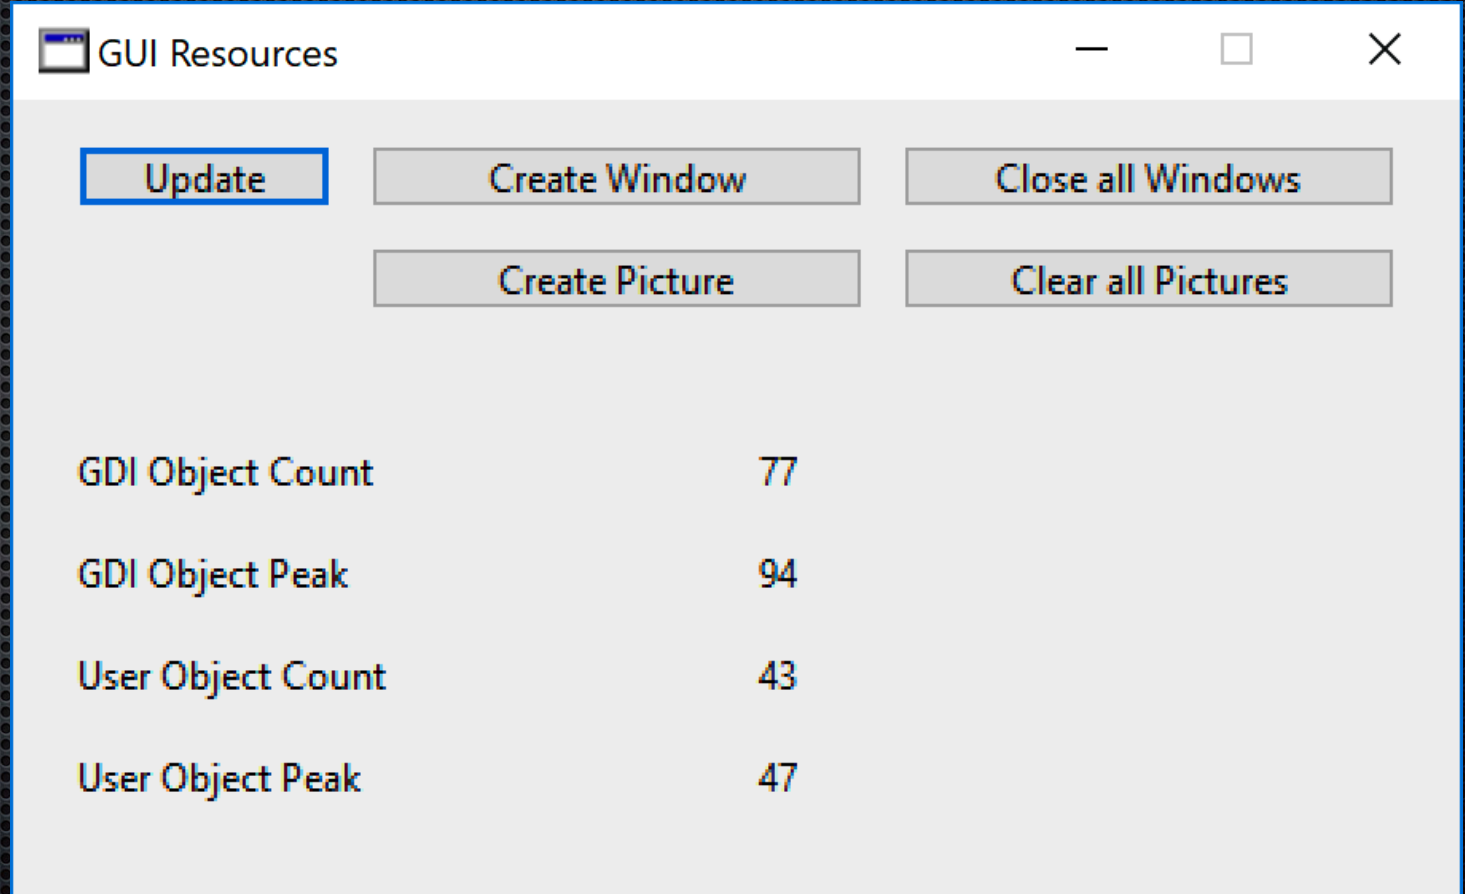 GUI Resources
Update Create Window Close all Windows
Create Picture Clear all Pictures
GDI Object Count 77
GDI Object Peak 94
User Object Count 43
User Object Peak 47